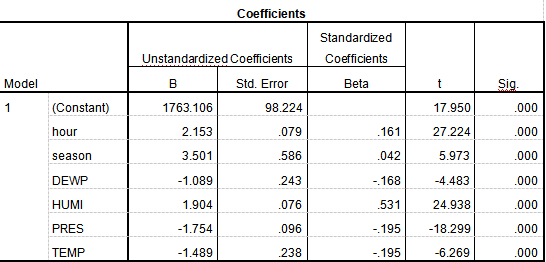 Coefficients
Model Unstandardized Coefficients Standardized Coefficients t Sig.
B Std. Error Beta
1 (Constant) 1763.106 98.224 17.950 .000
hour 2.153 .079 .161 27.224 .000
season 3.501 .586 .042 5.973 .000
DEWP -1.089 .243 -.168 -4.483 .000
HUMI 1.904 .076 .531 24.938 .000
PRES -1.754 .096 -.195 -18.299 .000
TEMP -1.489 .238 -.195 -6.269 .000